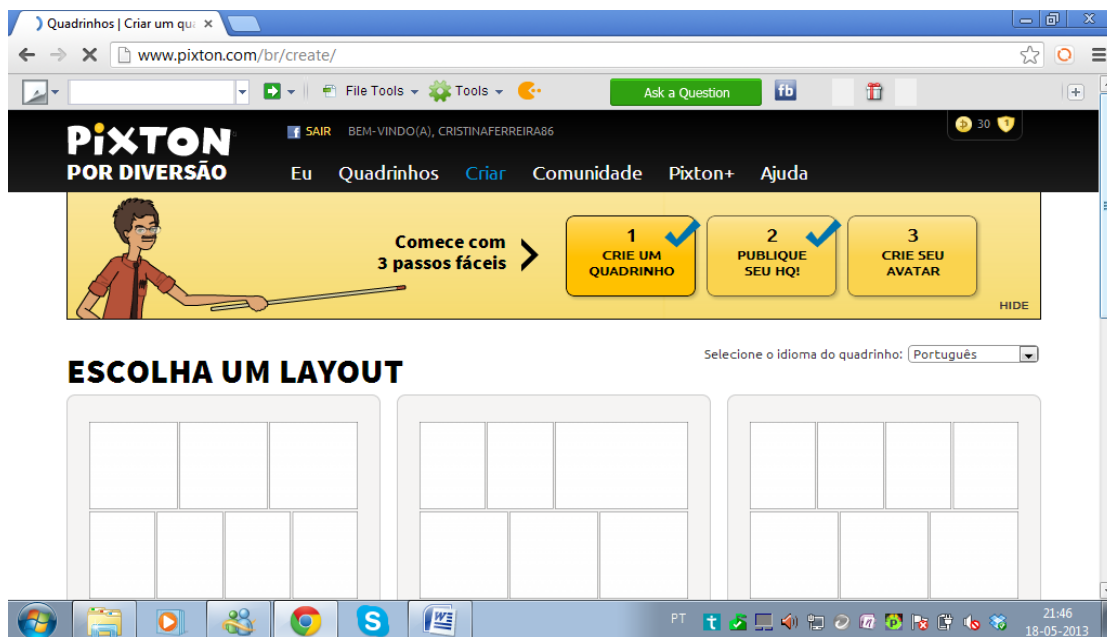 Quadrinhos | Criar um qua
www.pixton.com/br/create/
File Tools Tools Ask a Question fb
PiXTON
POR DIVERSÃO
SAIR BEM-VINDO(A), CRISTINAFERREIRA86
30 1
Eu Quadrinhos Criar Comunidade Pixton+ Ajuda
Comece com
3 passos fáceis
1
CRIE UM
QUADRINHO
2
PUBLIQUE
SEU HQ!
3
CRIE SEU
AVATAR
HIDE
Selecione o idioma do quadrinho: Português
ESCOLHA UM LAYOUT
PT
21:46
18-05-2013